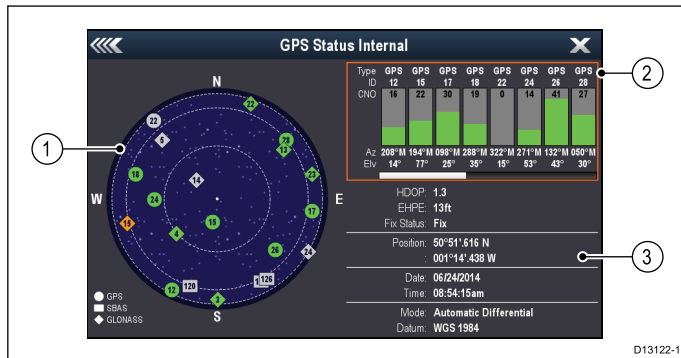 GPS Status Internal
N
W
E
S
22
22
5
28
13
18
14
23
24
17
15
16
4
26
24
12
120
126
3
GPS
SBAS
GLONASS
1
Type GPS GPS GPS GPS GPS GPS GPS GPS
ID 12 15 17 18 22 24 26 28
CNO 16 22 30 19 0 14 41 27
Az 208°M 194°M 098°M 288°M 322°M 271°M 132°M 050°M
Elv 14° 77° 25° 35° 15° 53° 43° 30°
2
HDOP: 1.3
EHPE: 13ft
Fix Status: Fix
Position: 50°51'.616 N
: 001°14'.438 W
3
Date: 06/24/2014
Time: 08:54:15am
Mode: Automatic Differential
Datum: WGS 1984
D13122-1